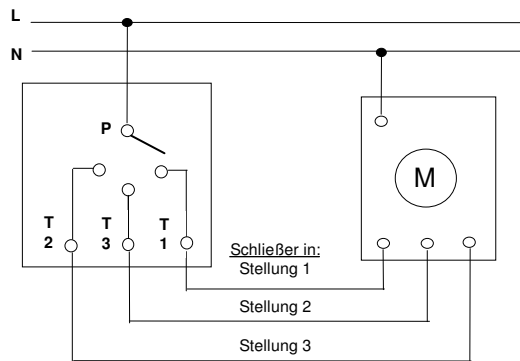 L
N
P
M
T T T
2 3 1
Schließer in:
Stellung 1
Stellung 2
Stellung 3